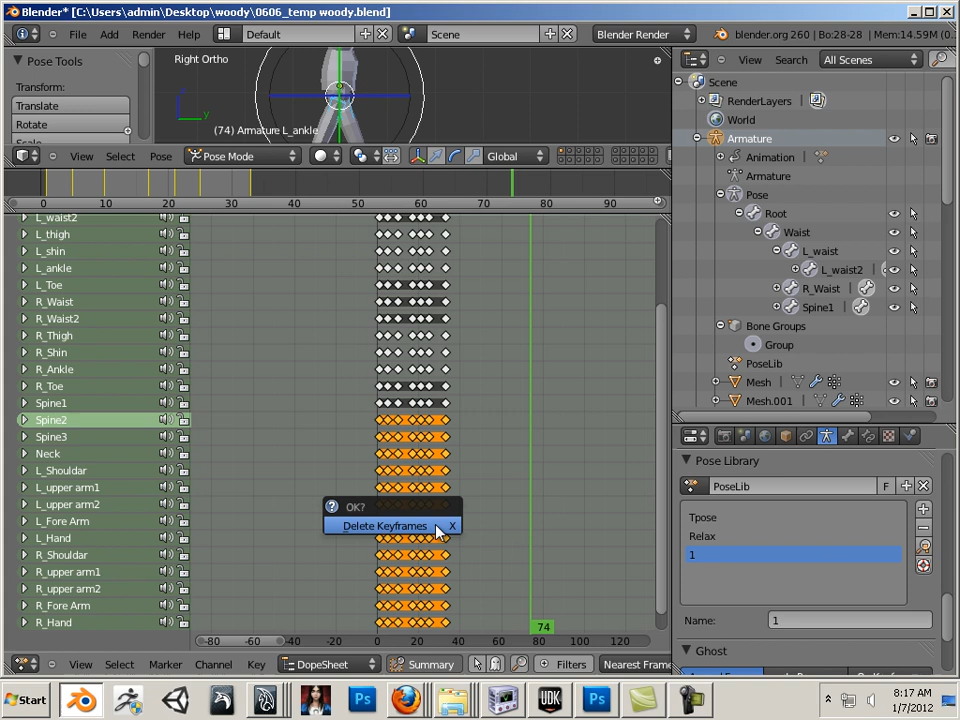 Blender* [C:\Users\admin\Desktop\woody\0606_temp woody.blend]
File Add Render Help Default Scene Blender Render blender.org 260 | Bo:28-28 | Mem:14.59M (0.
Pose Tools
Transform:
Translate
Rotate
Right Ortho
y
(74) Armature L_ankle
View Select Pose Pose Mode Global
0 10 20 30 40 50 60 70 80 90
L_waist2
L_thigh
L_shin
L_ankle
L_Toe
R_Waist
R_Waist2
R_Thigh
R_Shin
R_Ankle
R_Toe
Spine1
Spine2
Spine3
Neck
L_Shouldar
L_upper arm1
L_upper arm2
L_Fore Arm
L_Hand
R_Shouldar
R_upper arm1
R_upper arm2
R_Fore Arm
R_Hand
OK?
Delete Keyframes X
74
-80 -60 -40 -20 0 20 40 60 80 100 120
View Select Marker Channel Key DopeSheet Summary Filters Nearest Frame
View Search All Scenes
Scene
RenderLayers
World
Armature
Animation
Armature
Pose
Root
Waist
L_waist
L_waist2
R_Waist
Spine1
Bone Groups
Group
PoseLib
Mesh
Mesh.001
Pose Library
PoseLib F
Tpose
Relax
1
Name: 1
Ghost
Start
Ps
UDK
Ps
8:17 AM
1/7/2012